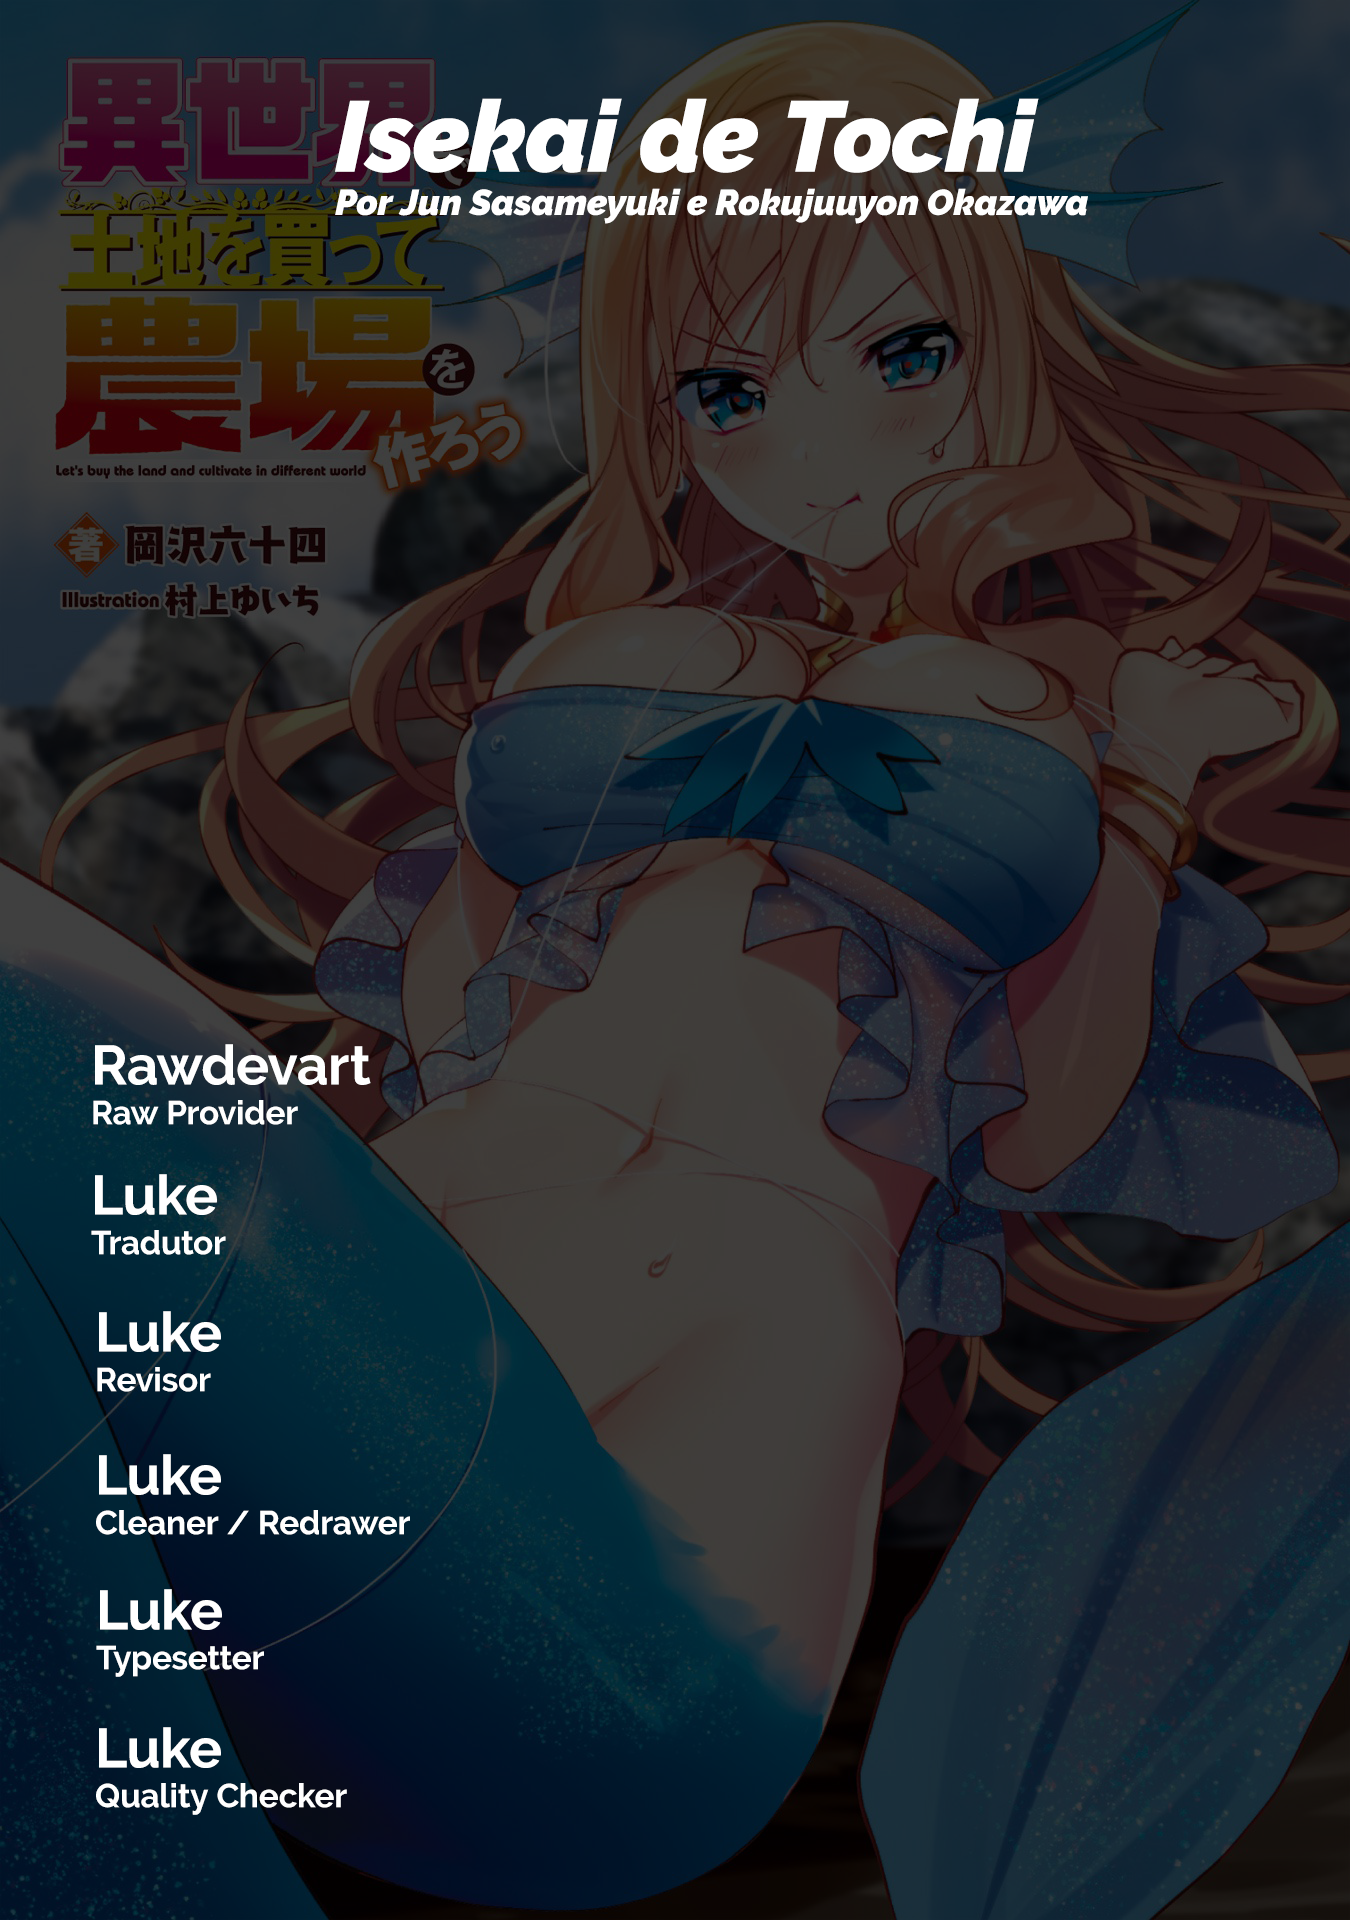 Isekai de Tochi
Por Jun Sasameyuki e Rokujuuyon Okazawa
異世界で
土地を買って
農場を
作ろう
Let's buy the land and cultivate in different world
著 岡沢六十四
Illustration 村上ゆいち
Rawdevart
Raw Provider
Luke
Tradutor
Luke
Revisor
Luke
Cleaner / Redrawer
Luke
Typesetter
Luke
Quality Checker